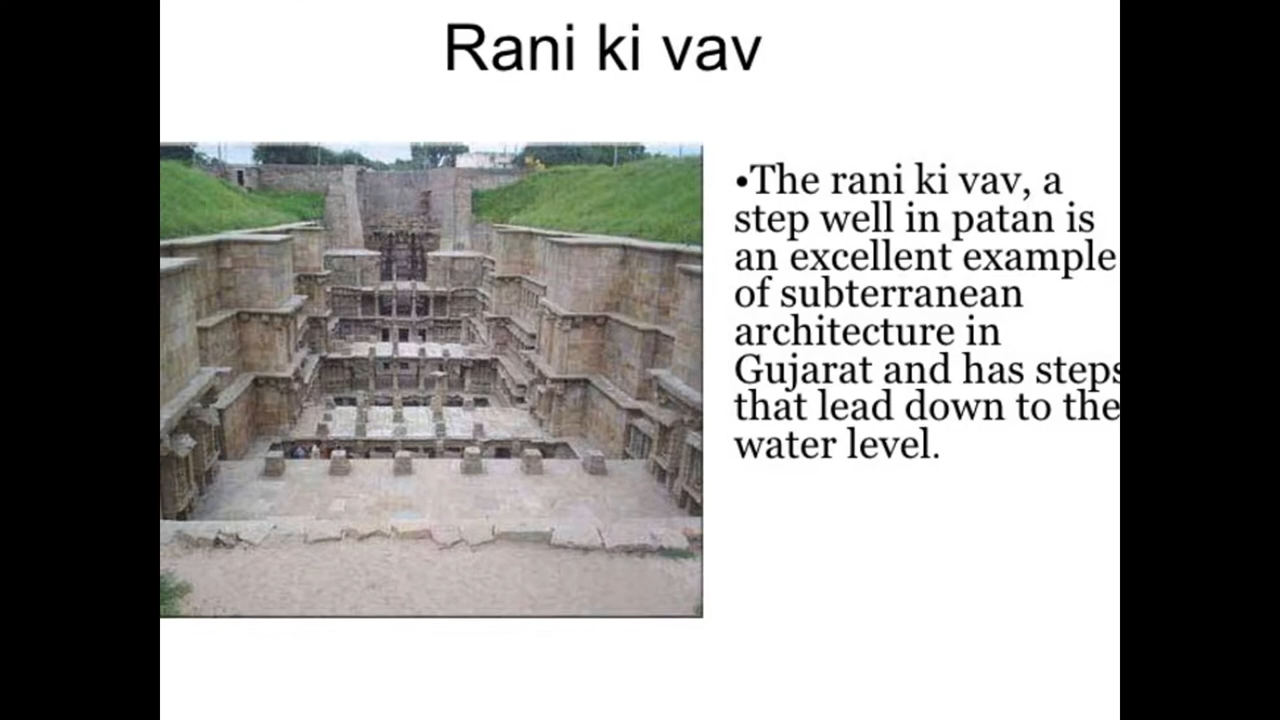 Rani ki vav
•The rani ki vav, a
step well in patan is
an excellent example
of subterranean
architecture in
Gujarat and has steps
that lead down to the
water level.